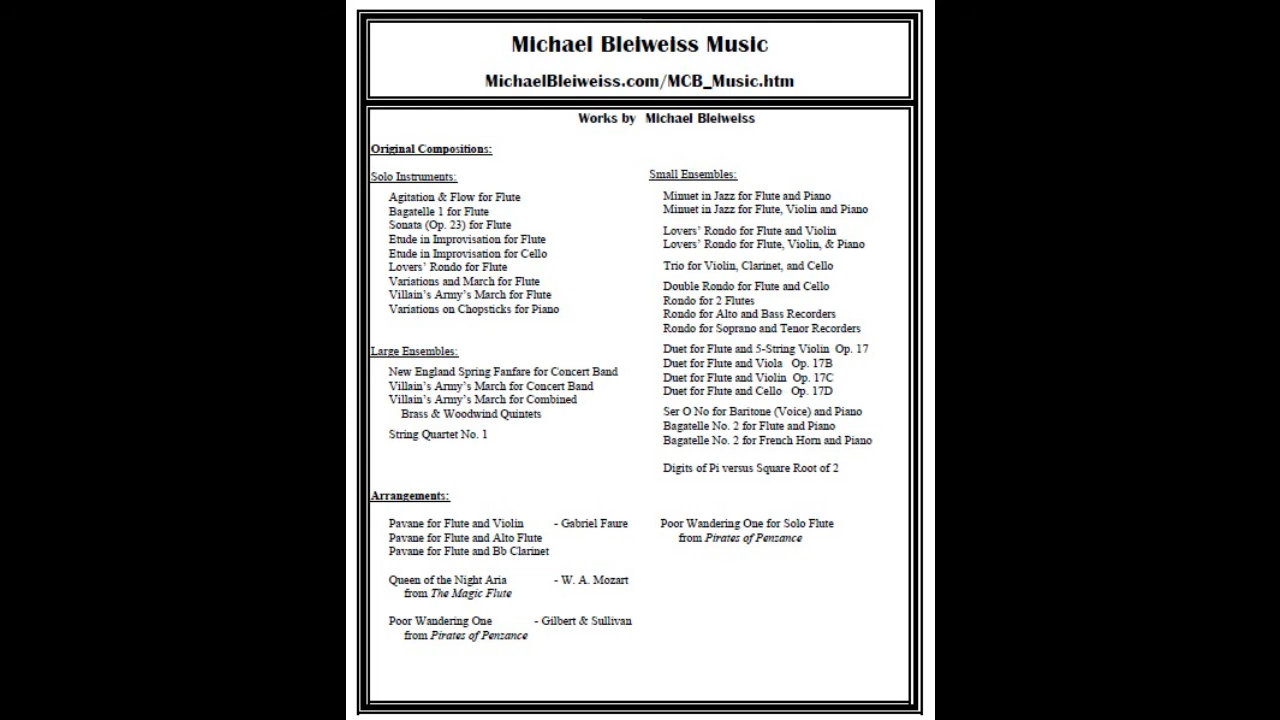 Michael Bleiweiss Music
MichaelBleiweiss.com/MCB_Music.htm
Works by Michael Bleiweiss
Original Compositions:
Solo Instruments:
Agitation & Flow for Flute
Bagatelle 1 for Flute
Sonata (Op. 23) for Flute
Etude in Improvisation for Flute
Etude in Improvisation for Cello
Lovers' Rondo for Flute
Variations and March for Flute
Villain's Army's March for Flute
Variations on Chopsticks for Piano
Large Ensembles:
New England Spring Fanfare for Concert Band
Villain's Army's March for Concert Band
Villain's Army's March for Combined
Brass & Woodwind Quintets
String Quartet No. 1
Small Ensembles:
Minuet in Jazz for Flute and Piano
Minuet in Jazz for Flute, Violin and Piano
Lovers' Rondo for Flute and Violin
Lovers' Rondo for Flute, Violin, & Piano
Trio for Violin, Clarinet, and Cello
Double Rondo for Flute and Cello
Rondo for 2 Flutes
Rondo for Alto and Bass Recorders
Rondo for Soprano and Tenor Recorders
Duet for Flute and 5-String Violin Op. 17
Duet for Flute and Viola Op. 17B
Duet for Flute and Violin Op. 17C
Duet for Flute and Cello Op. 17D
Ser O No for Baritone (Voice) and Piano
Bagatelle No. 2 for Flute and Piano
Bagatelle No. 2 for French Horn and Piano
Digits of Pi versus Square Root of 2
Arrangements:
Pavane for Flute and Violin - Gabriel Faure
Pavane for Flute and Alto Flute
Pavane for Flute and Bb Clarinet
Queen of the Night Aria - W. A. Mozart
from The Magic Flute
Poor Wandering One - Gilbert & Sullivan
from Pirates of Penzance
Poor Wandering One for Solo Flute
from Pirates of Penzance